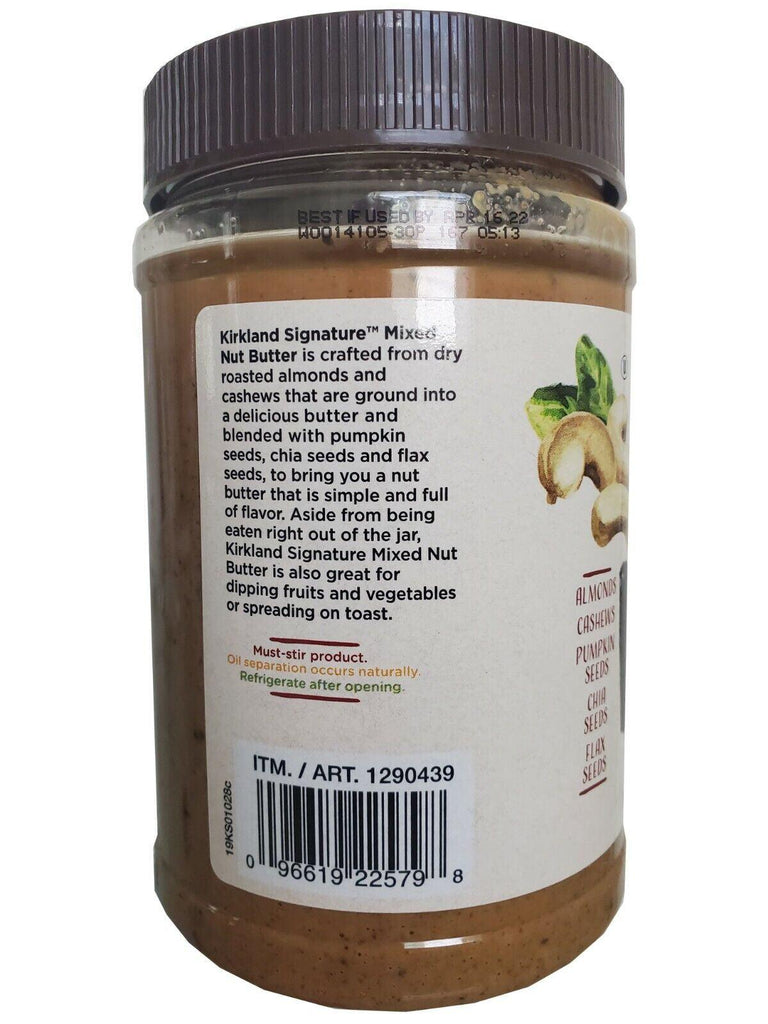 BEST IF USED BY APR 16 22
W0014105-30P 167 05:13
Kirkland Signature™ Mixed
Nut Butter is crafted from dry
roasted almonds and
cashews that are ground into
a delicious butter and
blended with pumpkin
seeds, chia seeds and flax
seeds, to bring you a nut
butter that is simple and full
of flavor. Aside from being
eaten right out of the jar,
Kirkland Signature Mixed Nut
Butter is also great for
dipping fruits and vegetables
or spreading on toast.
Must-stir product.
Oil separation occurs naturally.
Refrigerate after opening.
ITM. / ART. 1290439
0 96619 22579 8
19KS01028c
ALMONDS
CASHEWS
PUMPKIN
SEEDS
CHIA
SEEDS
FLAX
SEEDS